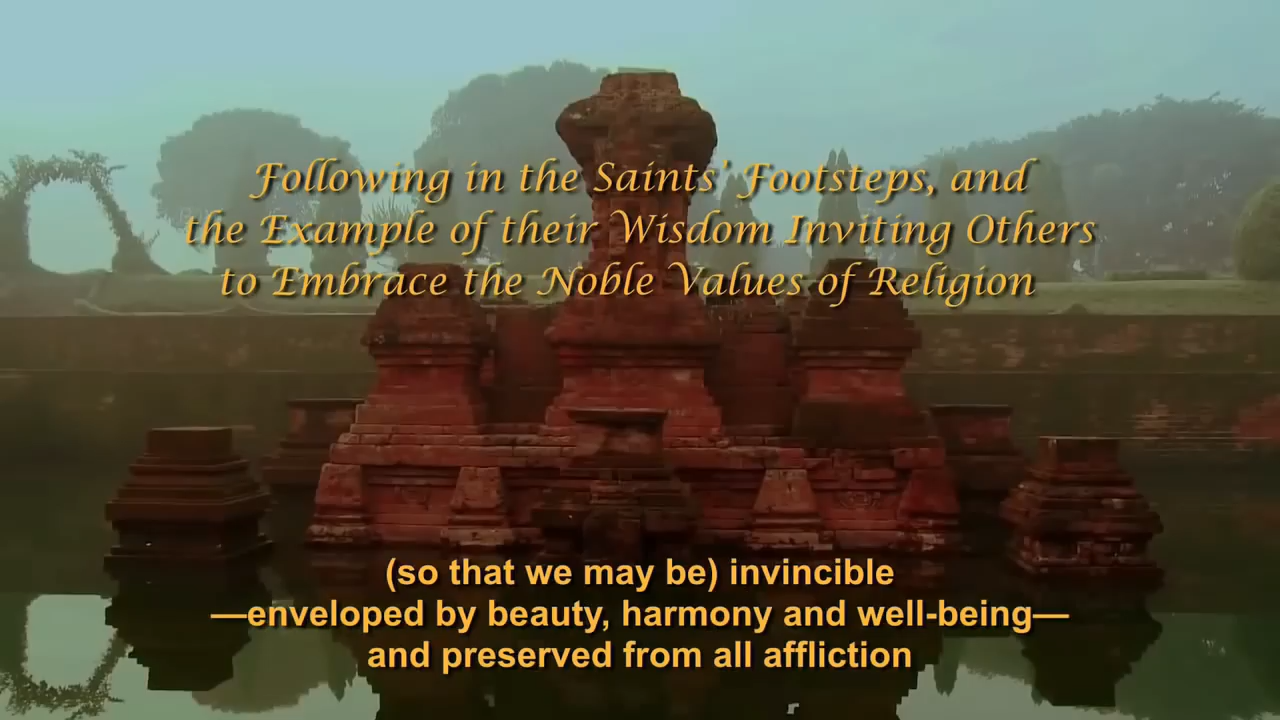 Following in the Saints' Footsteps, and
the Example of their Wisdom Inviting Others
to Embrace the Noble Values of Religion
(so that we may be) invincible
—enveloped by beauty, harmony and well-being—
and preserved from all affliction